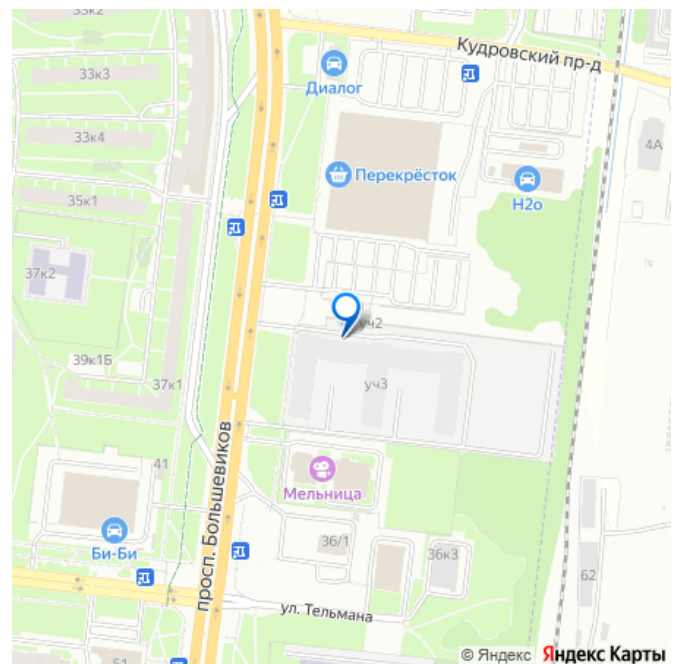 33к2
Кудровский пр-д
33к3
Диалог
33к4
4А
Перекрёсток
Н2о
35к1
37к2
уч2
39к1Б
37к1
уч3
просп. Большевиков
41
Мельница
Би-Би
36/1
36к3
62
ул. Тельмана
51
© Яндекс Яндекс Карты